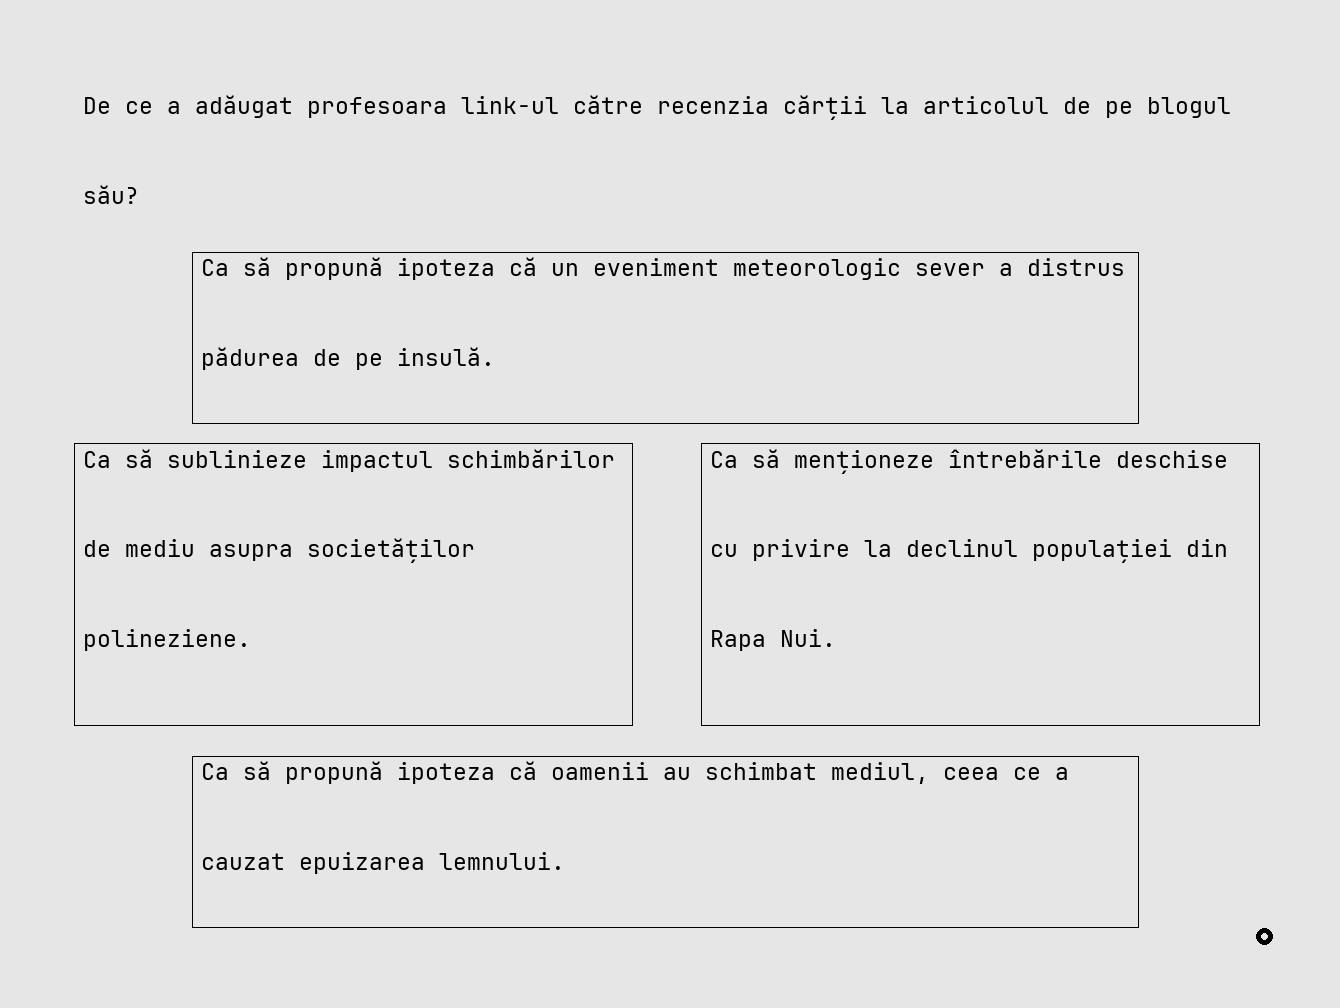 De ce a adăugat profesoara link-ul către recenzia cărții la articolul de pe blogul
său?
Ca să propună ipoteza că un eveniment meteorologic sever a distrus
pădurea de pe insulă.
Ca să sublinieze impactul schimbărilor
de mediu asupra societăților
polineziene.
Ca să menționeze întrebările deschise
cu privire la declinul populației din
Rapa Nui.
Ca să propună ipoteza că oamenii au schimbat mediul, ceea ce a
cauzat epuizarea lemnului.